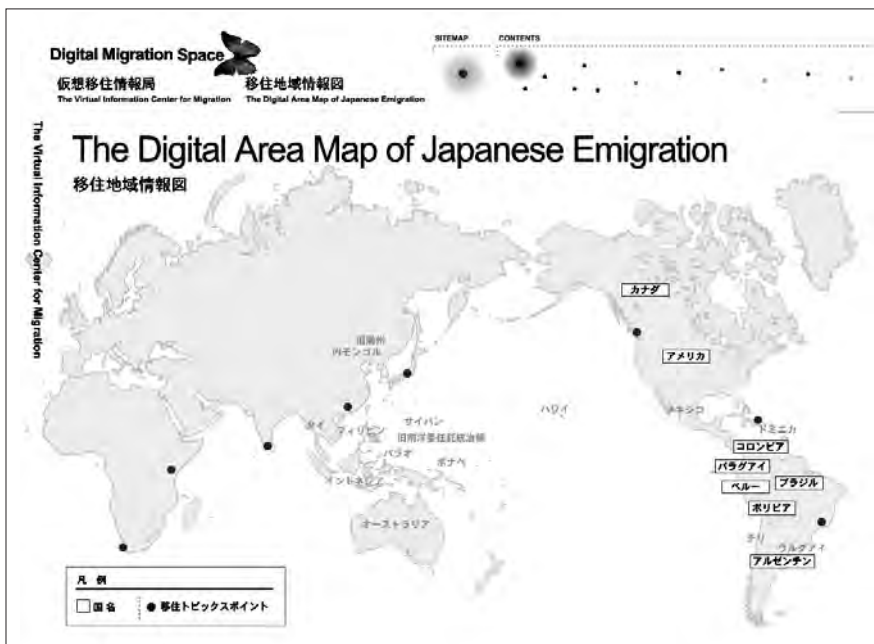 SITEMAP
CONTENTS
Digital Migration Space
仮想移住情報局
The Virtual Information Center for Migration
移住地域情報図
The Digital Area Map of Japanese Emigration
The Virtual Information Center for Migration
The Digital Area Map of Japanese Emigration
移住地域情報図
カナダ
旧満州
内モンゴル
アメリカ
ハワイ
メキシコ
サイパン
タイ
フィリピン
旧南洋委任統治領
ドミニカ
コロンビア
パラオ
ポナペ
パラグアイ
インドネシア
ペルー
ブラジル
ボリビア
オーストラリア
チリ
ウルグアイ
アルゼンチン
凡 例
国名
移住トピックスポイント